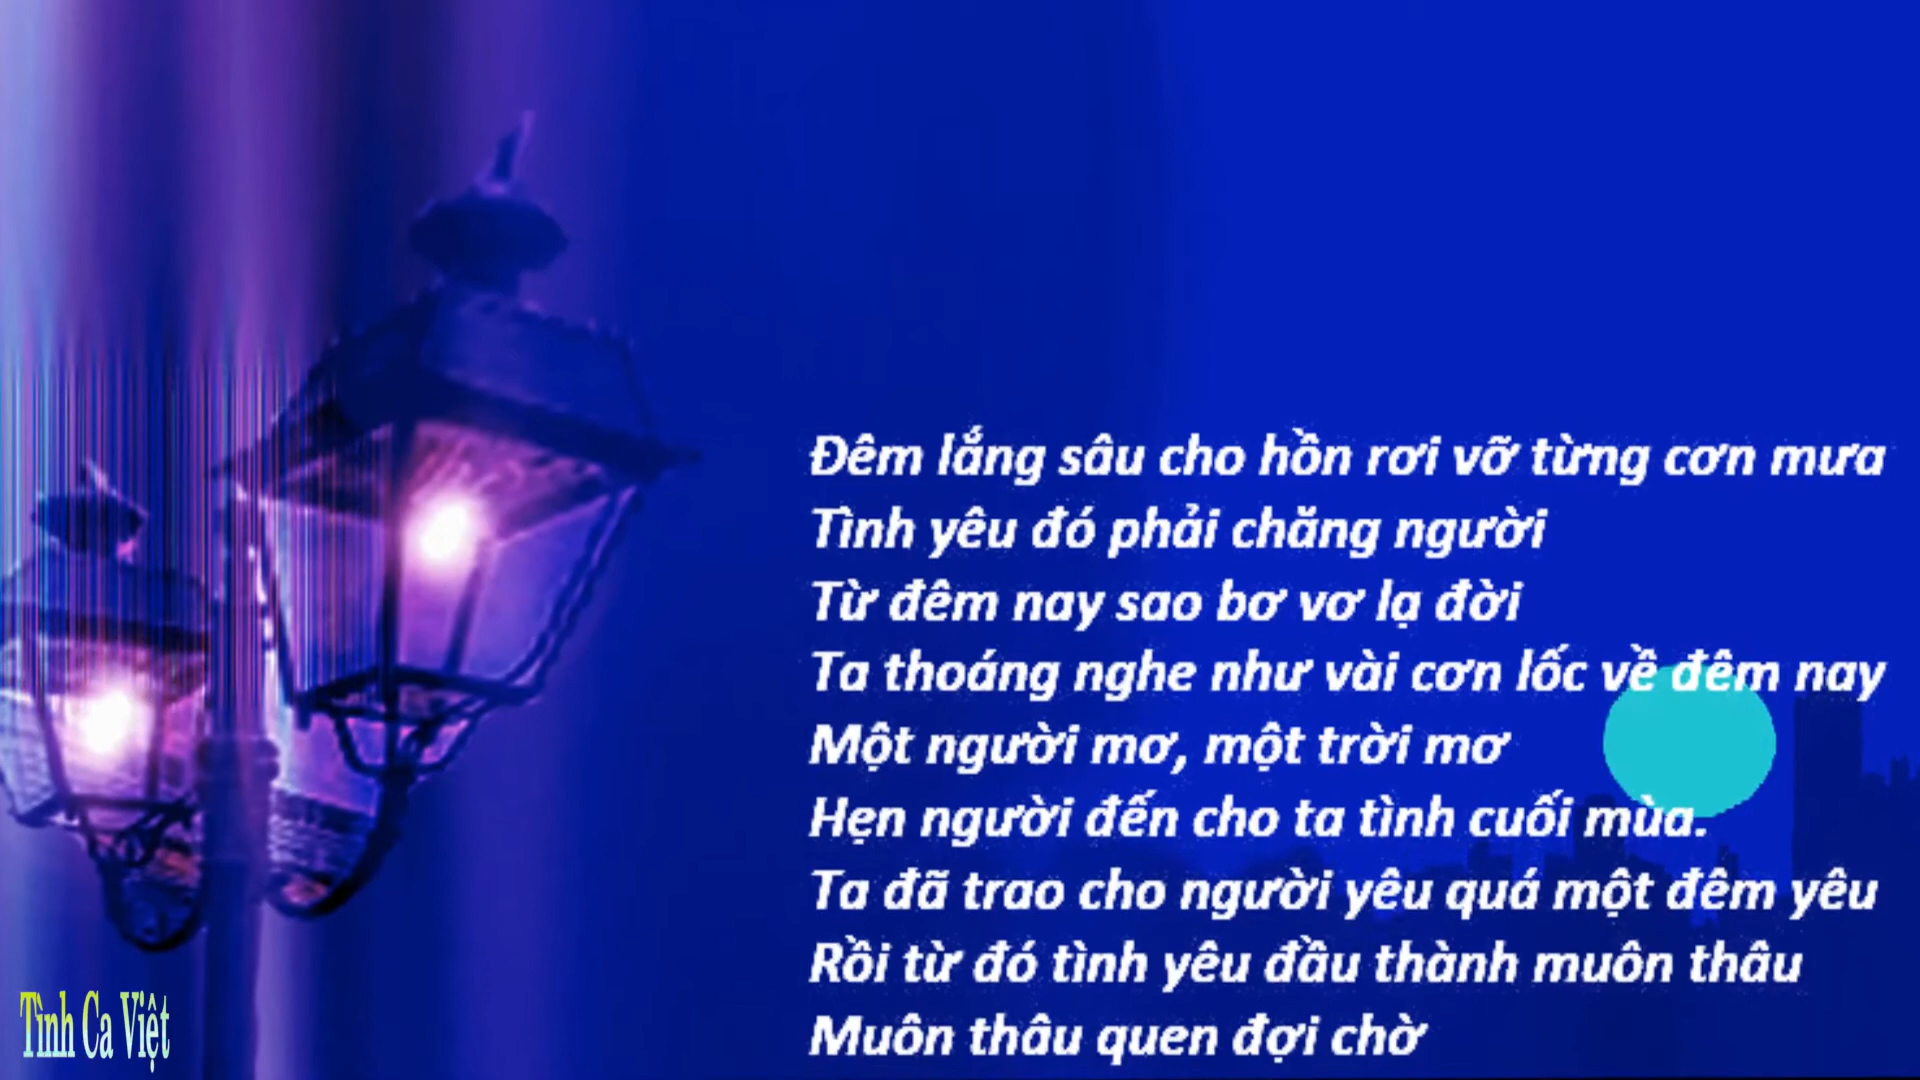 Đêm lắng sâu cho hồn rơi vỡ từng cơn mưa
Tình yêu đó phải chăng người
Từ đêm nay sao bơ vơ lạ đời
Ta thoáng nghe như vài cơn lốc về đêm nay
Một người mơ, một trời mơ
Hẹn người đến cho ta tình cuối mùa.
Ta đã trao cho người yêu quá một đêm yêu
Rồi từ đó tình yêu đầu thành muôn thâu
Muôn thâu quen đợi chờ
Tình Ca Việt